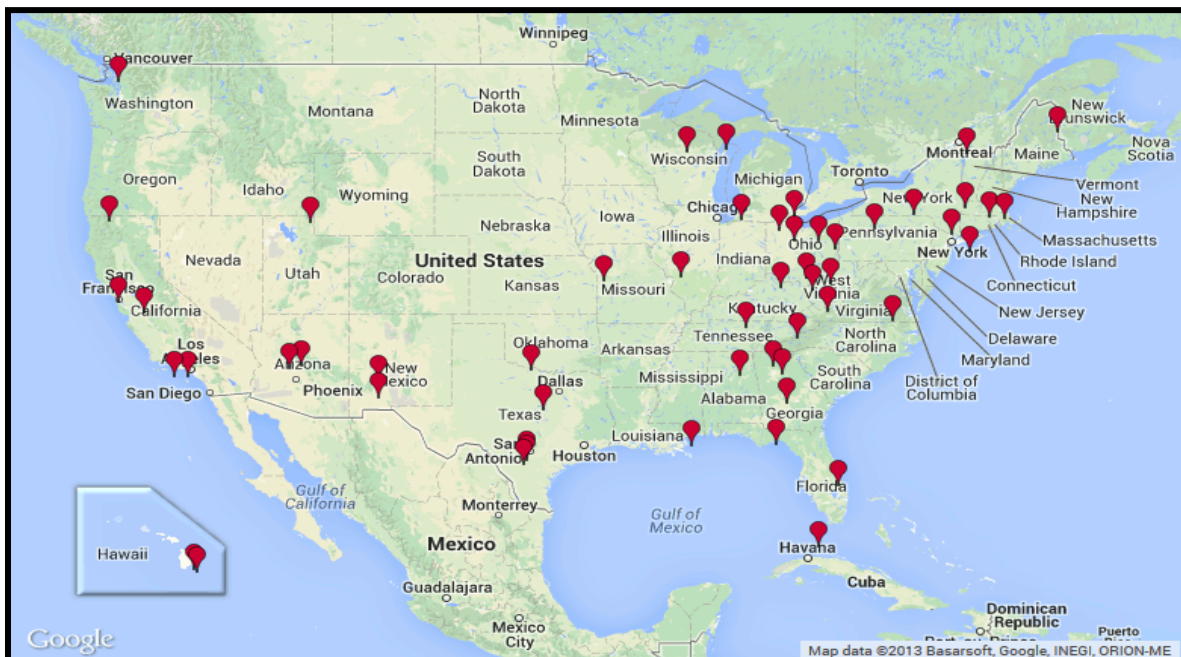 Winnipeg
Vancouver
Washington
Montana
North
Dakota
Minnesota
New
Brunswick
Nova
Scotia
Montreal
Maine
Oregon
Idaho
Wyoming
South
Dakota
Wisconsin
Michigan
Toronto
Vermont
New
Hampshire
New York
Massachusetts
Nebraska
Iowa
Chicag
Illinois
Indiana
Ohio
Pennsylvania
New York
Rhode Island
Connecticut
New Jersey
Delaware
Maryland
District of
Columbia
Nevada
Utah
Colorado
United States
Kansas
Missouri
West
Virginia
Virginia
Kentucky
San
Francisco
California
Los
Angeles
San Diego
Arizona
Phoenix
New
Mexico
Oklahoma
Arkansas
Tennessee
North
Carolina
South
Carolina
Mississippi
Alabama
Georgia
Dallas
Texas
Louisiana
San
Antonio
Houston
Florida
Gulf of
California
Monterrey
Gulf of
Mexico
Mexico
Havana
Cuba
Hawaii
Guadalajara
Mexico
City
Dominican
Republic
Port-au-Prince
Puerto
Google
Map data ©2013 Basarsoft, Google, INEGI, ORION-ME